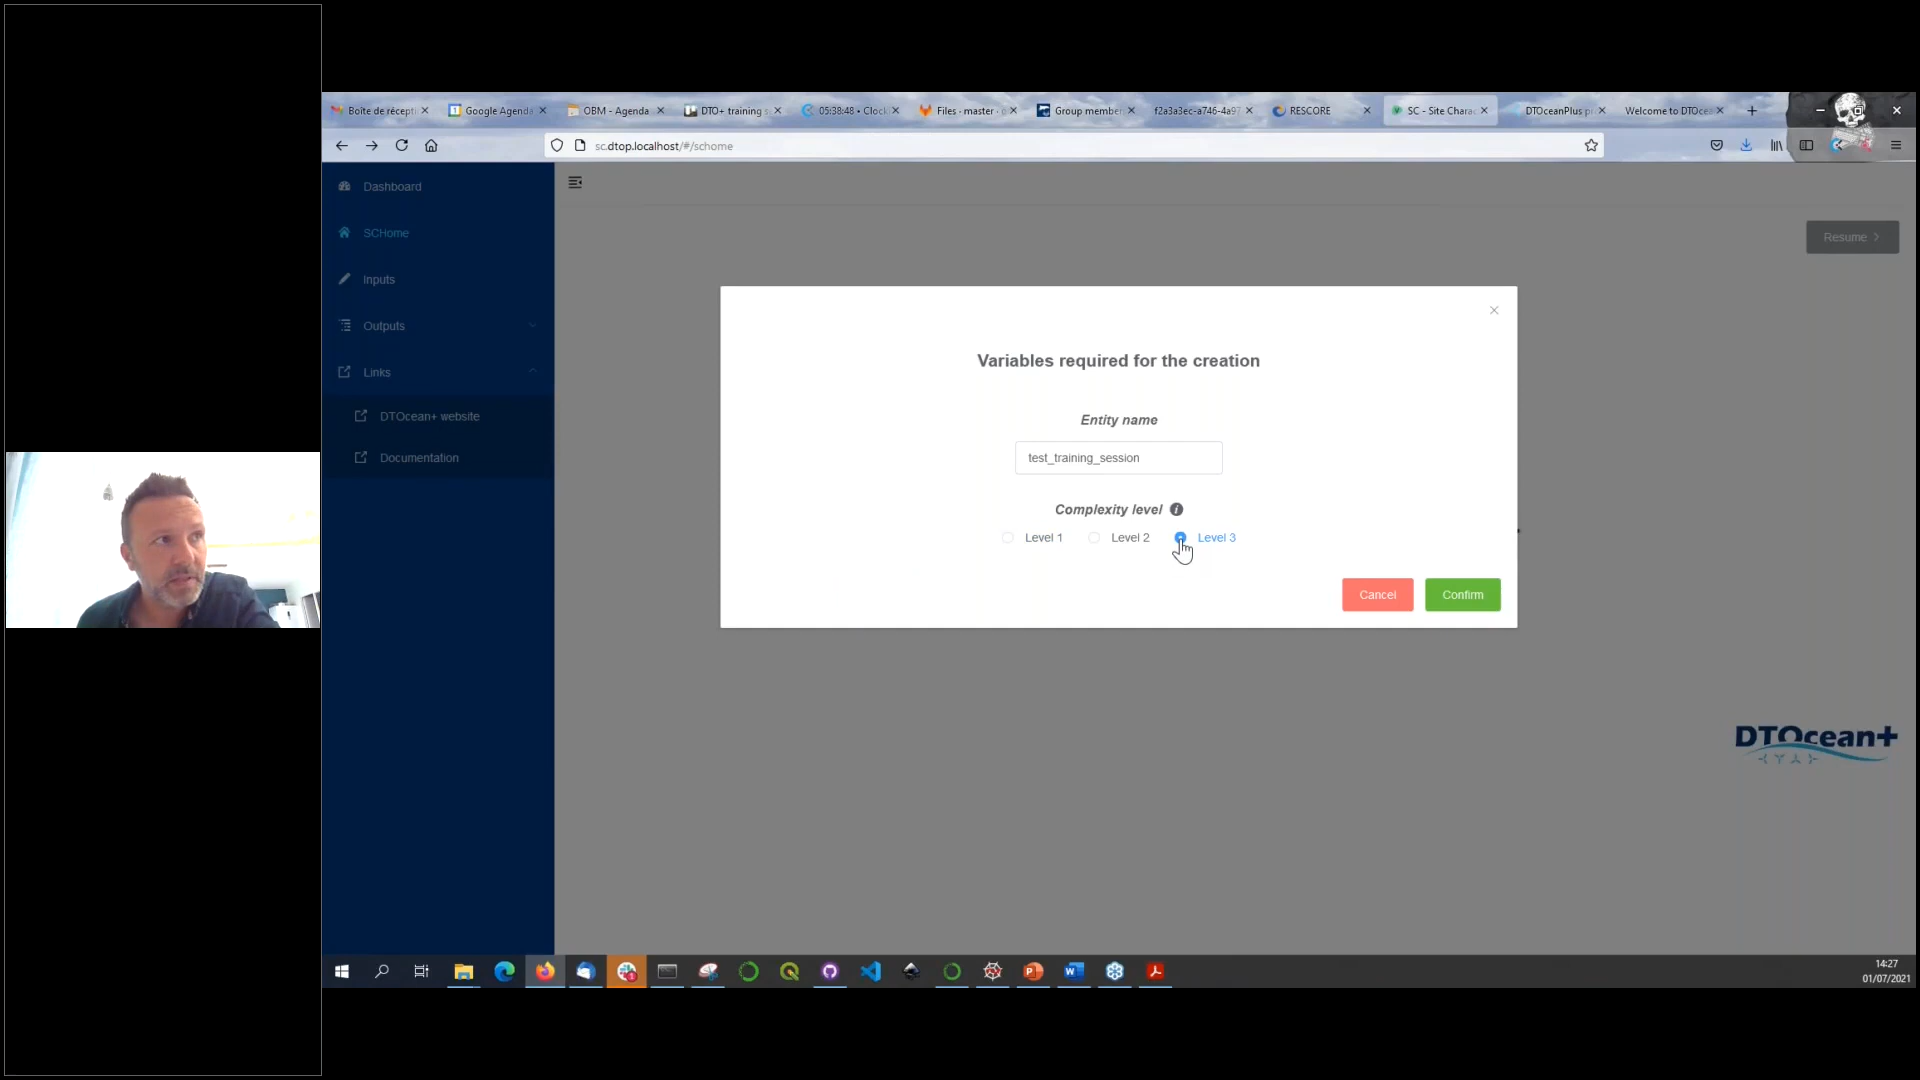 Boîte de récepti
Google Agenda
OBM - Agenda
DTO+ training s
05:38:48 • Clock
Files · master · o
Group member
f2a3a3ec-a746-4a97
RESCORE
SC - Site Charac
DTOceanPlus pr
Welcome to DTOcea
sc.dtop.localhost/#/schome
Dashboard
SCHome
Inputs
Outputs
Links
DTOcean+ website
Documentation
Resume
Variables required for the creation
Entity name
test_training_session
Complexity level
Level 1
Level 2
Level 3
Cancel
Confirm
DTOcean+
14:27
01/07/2021